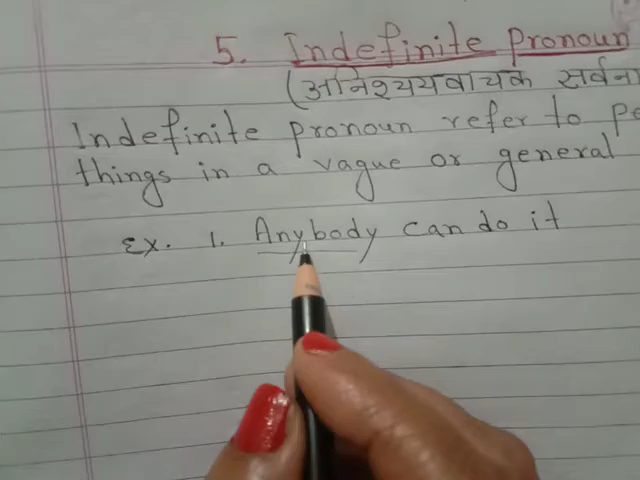 5. Indefinite Pronoun
(अनिश्चयवाचक
Indefinite pronoun refer to
things in a vague or general
Ex. 1. Anybody can do it